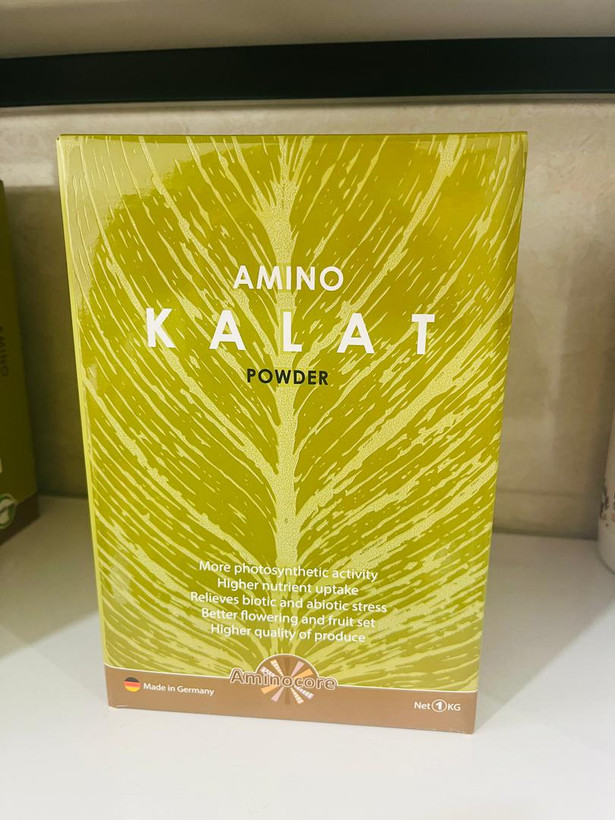 AMINO
KALAT
POWDER
More photosynthetic activity
Higher nutrient uptake
Relieves biotic and abiotic stress
Better flowering and fruit set
Higher quality of produce
Aminocore
Made in Germany
Net 1 KG
AMINO